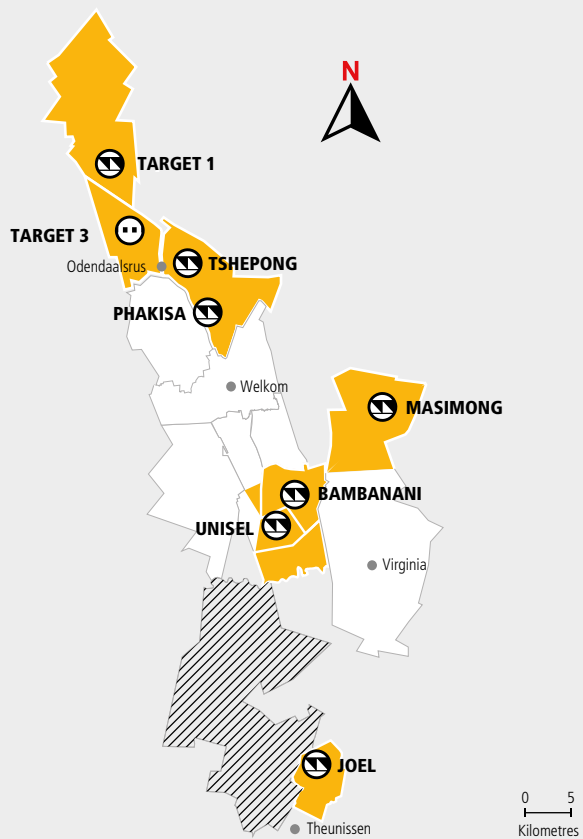 N
TARGET 1
TARGET 3
TSHEPONG
Odendaalsrus
PHAKISA
Welkom
MASIMONG
BAMBANANI
UNISEL
Virginia
JOEL
0 5
Theunissen
Kilometres